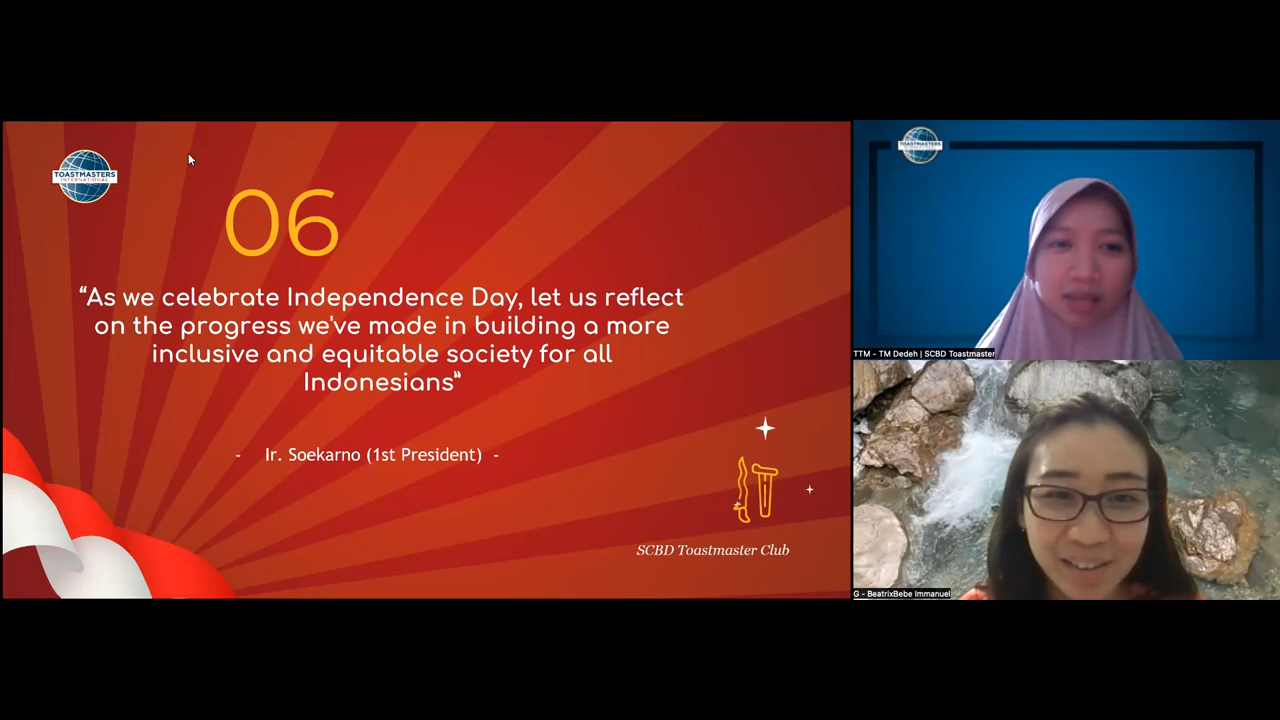 TOASTMASTERS
INTERNATIONAL
06
“As we celebrate Independence Day, let us reflect
on the progress we've made in building a more
inclusive and equitable society for all
Indonesians”
- Ir. Soekarno (1st President) -
SCBD Toastmaster Club
TOASTMASTERS
TTM - TM Dedeh | SCBD Toastmaster
G - BeatrixBebe Immanuel